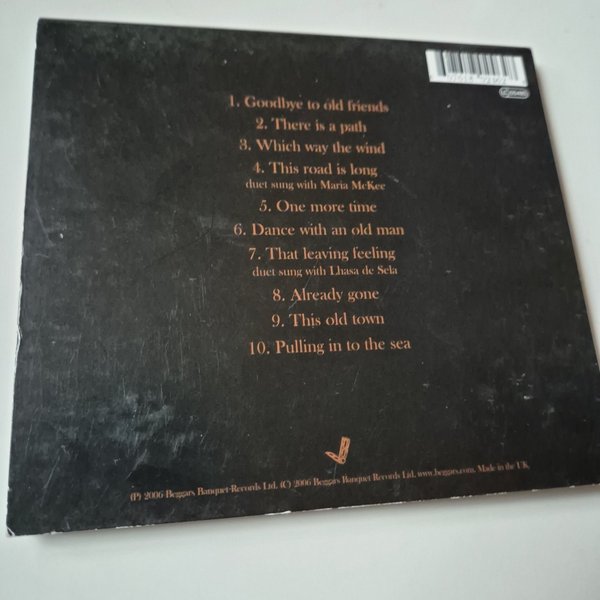 1. Goodbye to old friends
2. There is a path
3. Which way the wind
4. This road is long
duet sung with Maria McKee
5. One more time
6. Dance with an old man
7. That leaving feeling
duet sung with Lhasa de Sela
8. Already gone
9. This old town
10. Pulling in to the sea
(P) 2006 Beggars Banquet Records Ltd. (C) 2006 Beggars Banquet Records Ltd. www.beggars.com. Made in the UK